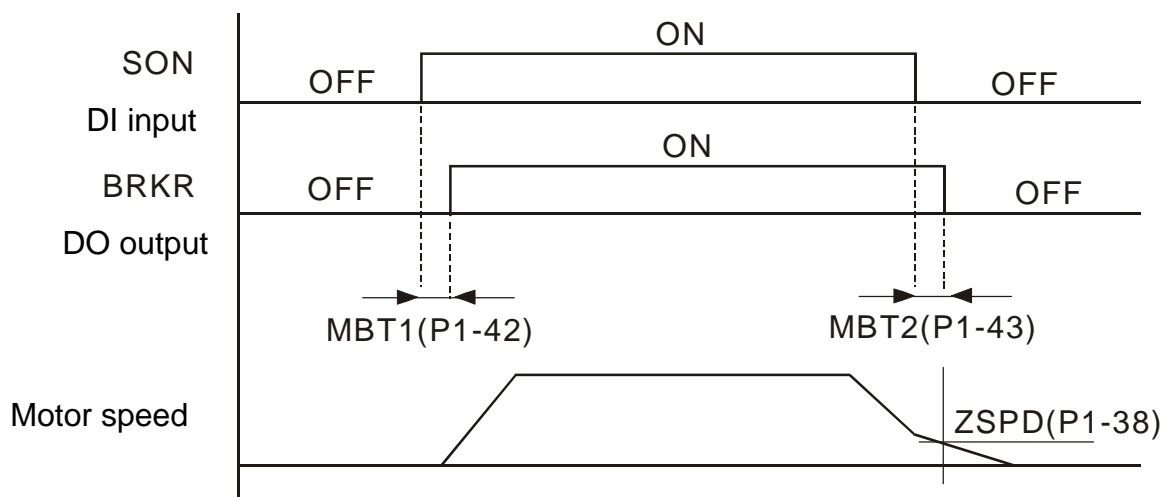 ON
SON
OFF
OFF
DI input
ON
BRKR
OFF
OFF
DO output
MBT1(P1-42)
MBT2(P1-43)
Motor speed
ZSPD(P1-38)